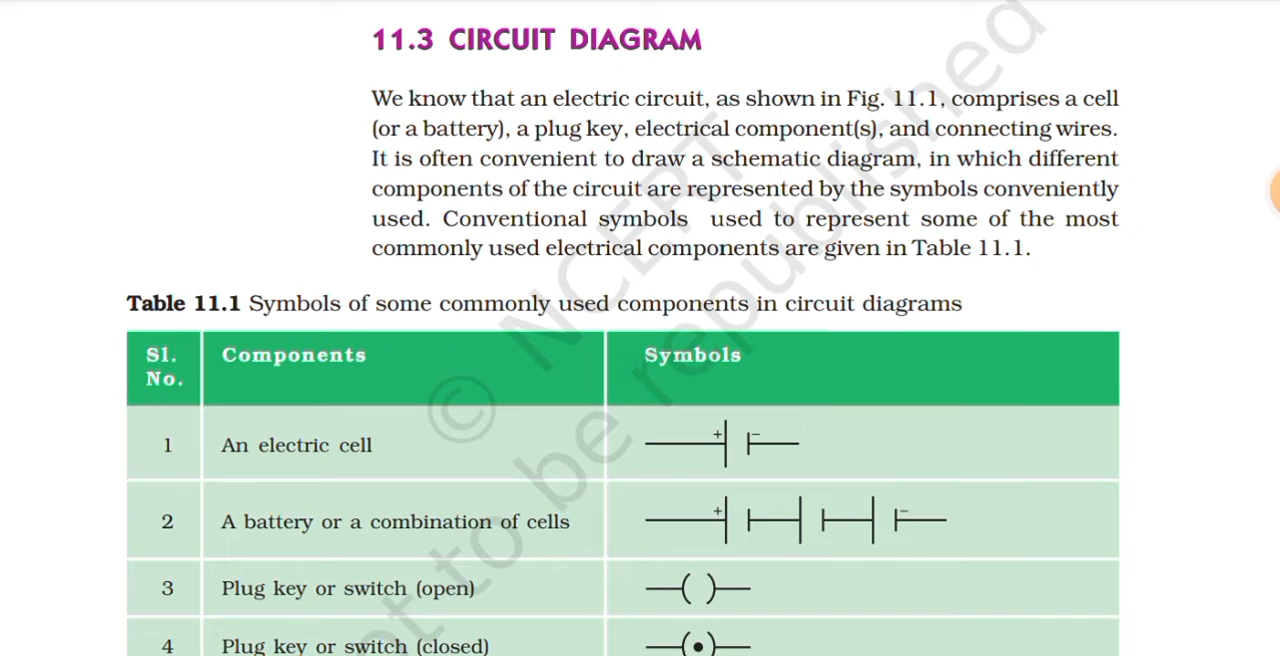 11.3 CIRCUIT DIAGRAM
We know that an electric circuit, as shown in Fig. 11.1, comprises a cell
(or a battery), a plug key, electrical component(s), and connecting wires.
It is often convenient to draw a schematic diagram, in which different
components of the circuit are represented by the symbols conveniently
used. Conventional symbols used to represent some of the most
commonly used electrical components are given in Table 11.1.
Table 11.1 Symbols of some commonly used components in circuit diagrams
Sl. No. Components Symbols
1 An electric cell + –
2 A battery or a combination of cells + –
3 Plug key or switch (open)
4 Plug key or switch (closed)
© NCERT
not to be republished